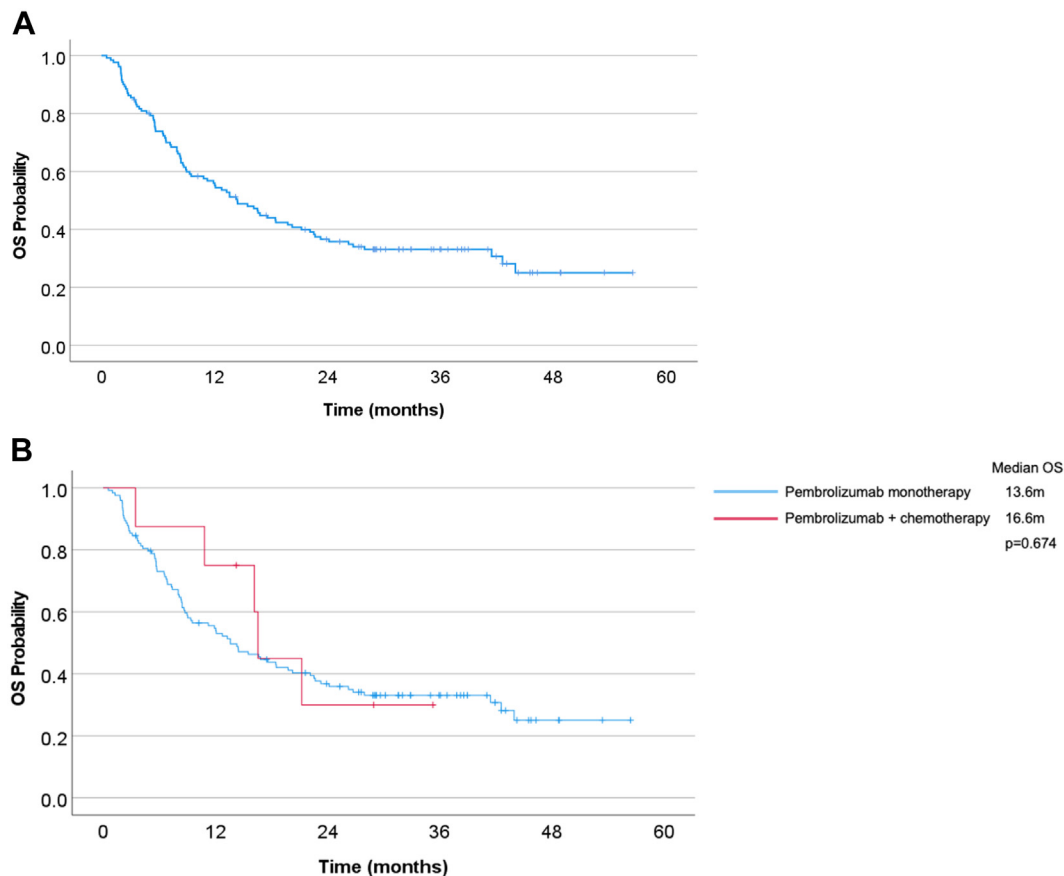 A
1.0
0.8
0.6
0.4
0.2
0.0
OS Probability
0 12 24 36 48 60
Time (months)
B
1.0
0.8
0.6
0.4
0.2
0.0
OS Probability
0 12 24 36 48 60
Time (months)
Median OS
Pembrolizumab monotherapy 13.6m
Pembrolizumab + chemotherapy 16.6m
p=0.674